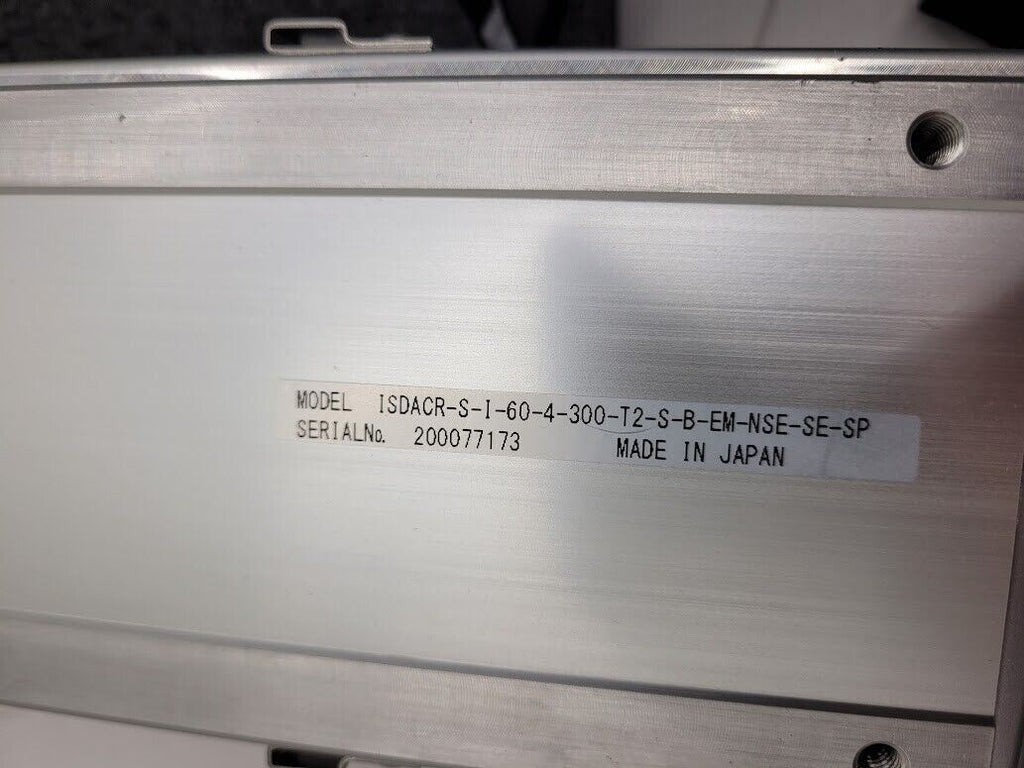 MODEL ISDACR-S-I-60-4-300-T2-S-B-EM-NSE-SE-SP
SERIALNo. 200077173 MADE IN JAPAN